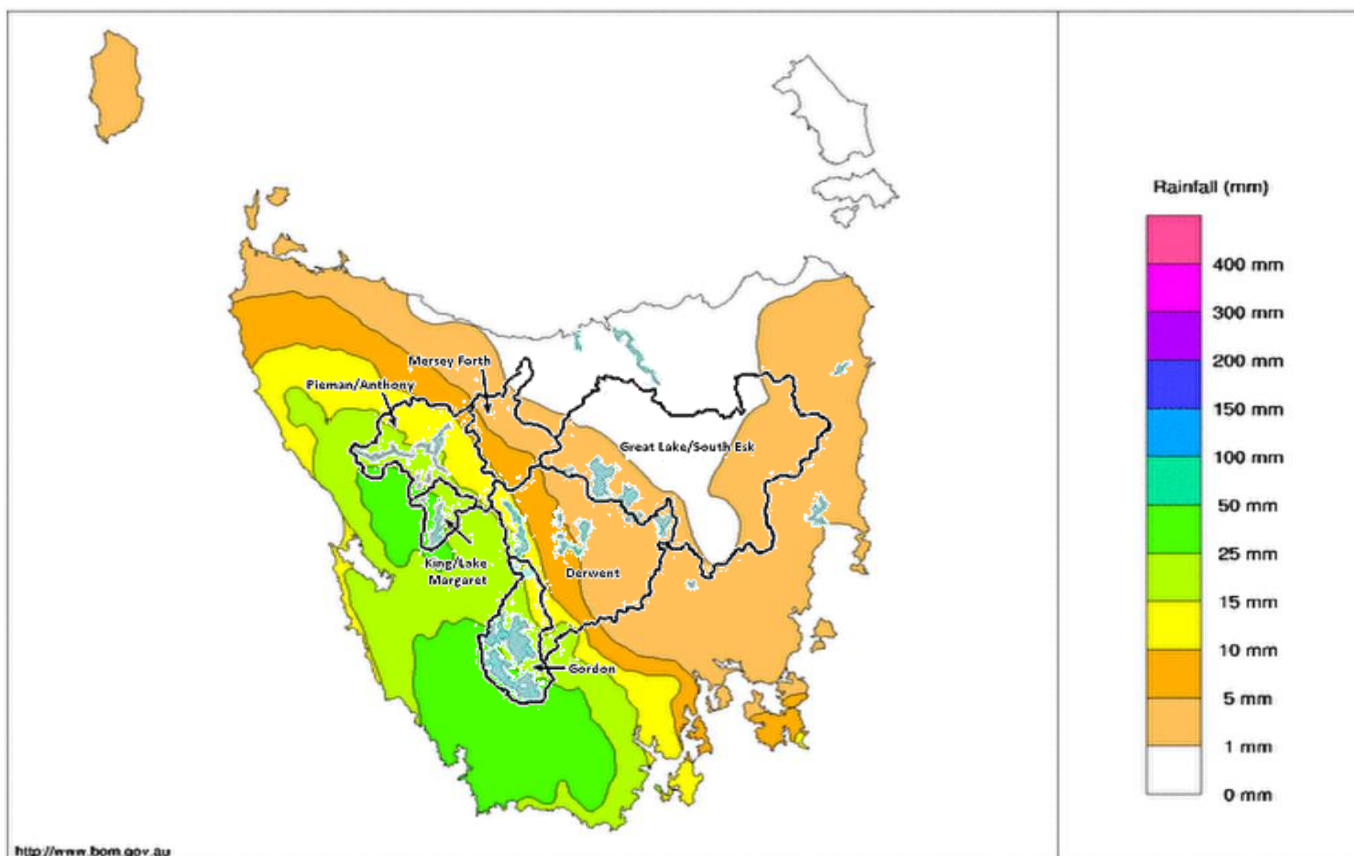 Rainfall (mm)
400 mm
300 mm
200 mm
150 mm
100 mm
50 mm
25 mm
15 mm
10 mm
5 mm
1 mm
0 mm
Mersey Forth
Pieman/Anthony
Great Lake/South Esk
King/Lake
Margaret
Derwent
Gordon
http://www.bom.gov.au